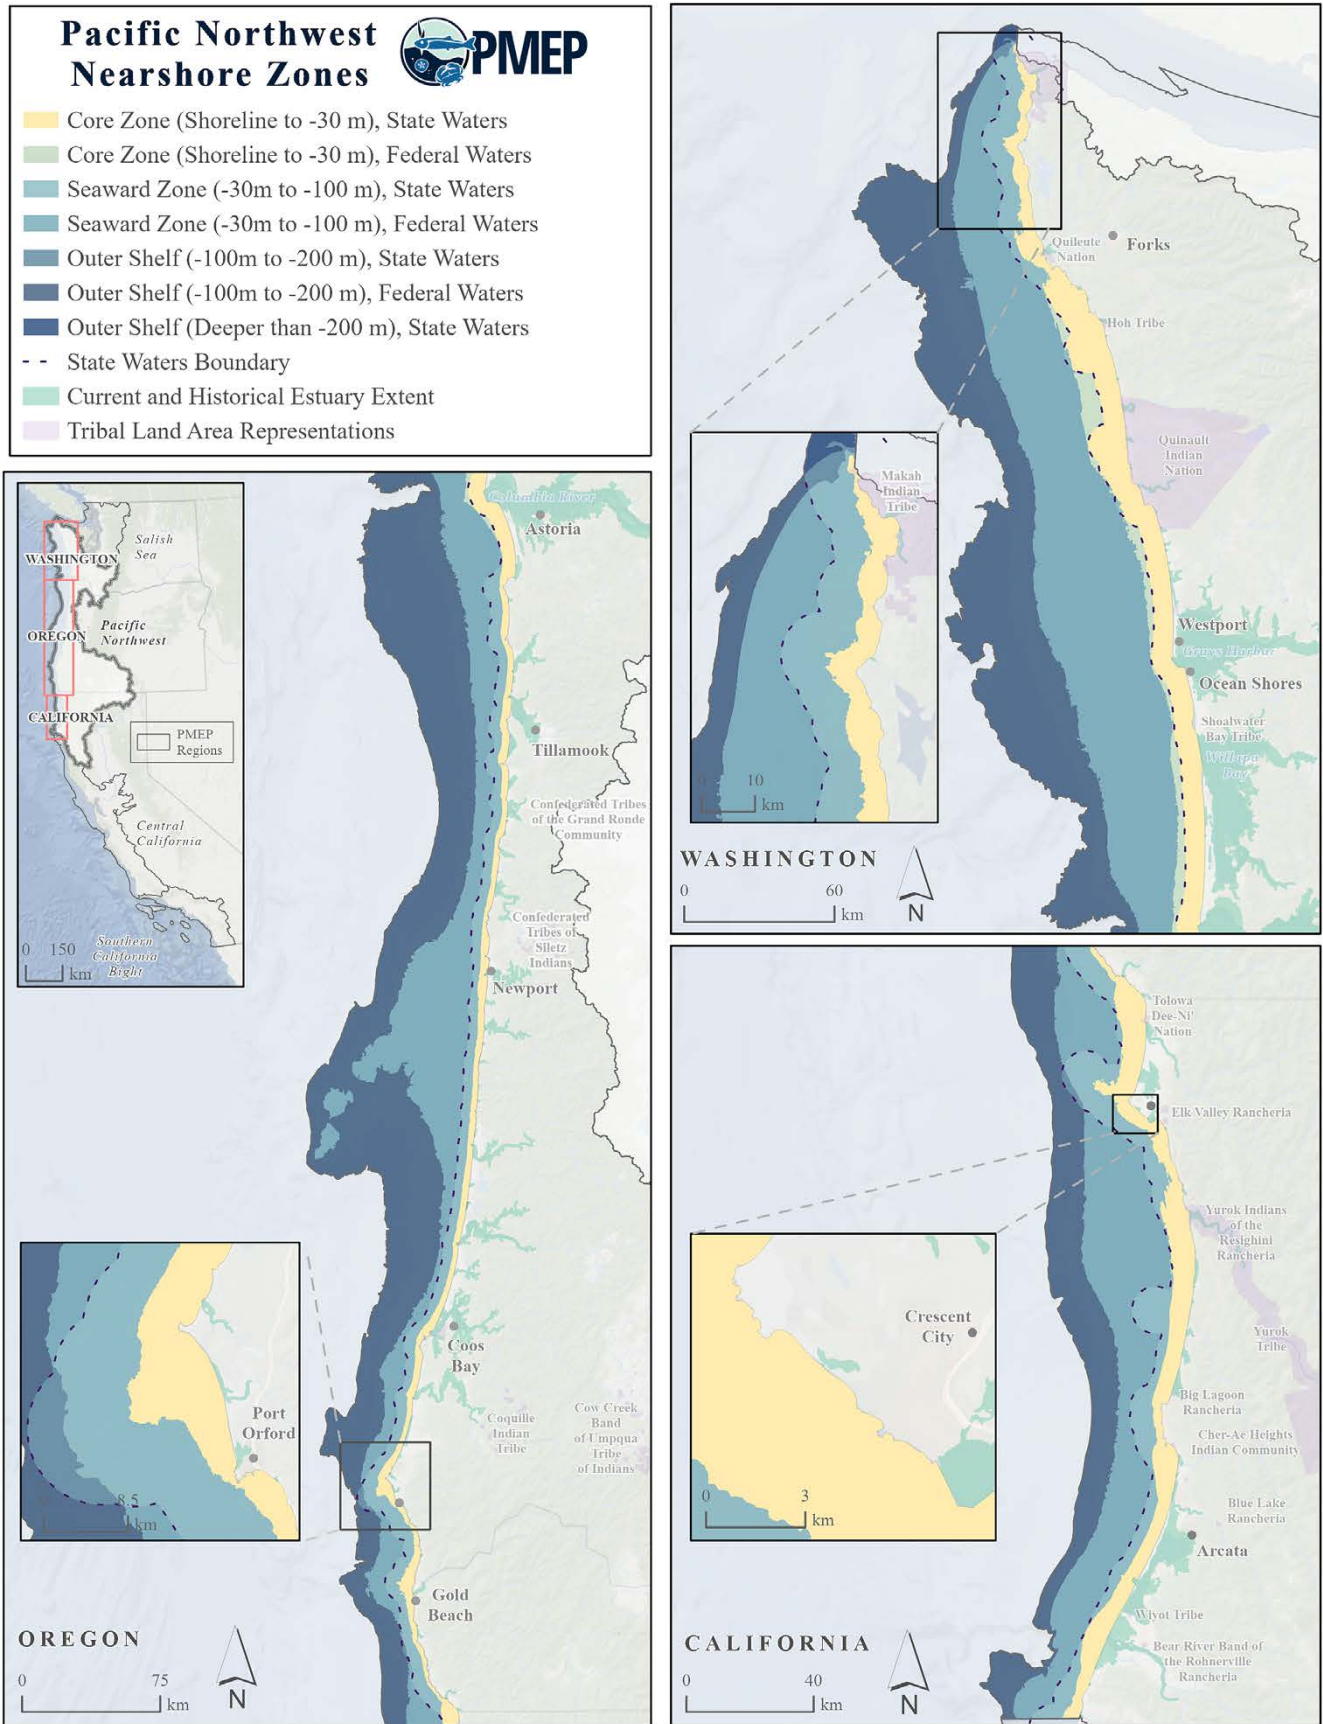 Pacific Northwest
Nearshore Zones
PMEP
Core Zone (Shoreline to -30 m), State Waters
Core Zone (Shoreline to -30 m), Federal Waters
Seaward Zone (-30m to -100 m), State Waters
Seaward Zone (-30m to -100 m), Federal Waters
Outer Shelf (-100m to -200 m), State Waters
Outer Shelf (-100m to -200 m), Federal Waters
Outer Shelf (Deeper than -200 m), State Waters
State Waters Boundary
Current and Historical Estuary Extent
Tribal Land Area Representations
WASHINGTON
Salish
Sea
OREGON
Pacific
Northwest
CALIFORNIA
PMEP
Regions
Central
California
Southern
California
Bight
0 150
km
Columbia River
Astoria
Tillamook
Confederated Tribes
of the Grand Ronde
Community
Confederated
Tribes of
Siletz
Indians
Newport
Coos
Bay
Coquille
Indian
Tribe
Cow Creek
Band
of Umpqua
Tribe
of Indians
Gold
Beach
Port
Orford
8.5
km
OREGON
0 75
km
N
Quileute
Nation
Forks
Hoh Tribe
Quinault
Indian
Nation
Makah
Indian
Tribe
0 10
km
Westport
Grays Harbor
Ocean Shores
Shoalwater
Bay Tribe
Willapa
Bay
WASHINGTON
0 60
km
N
Tolowa
Dee-Ni'
Nation
Elk Valley Rancheria
Yurok Indians
of the
Resighini
Rancheria
Crescent
City
0 3
km
Yurok
Tribe
Big Lagoon
Rancheria
Cher-Ae Heights
Indian Community
Blue Lake
Rancheria
Arcata
Wiyot Tribe
Bear River Band of
the Rohnerville
Rancheria
CALIFORNIA
0 40
km
N